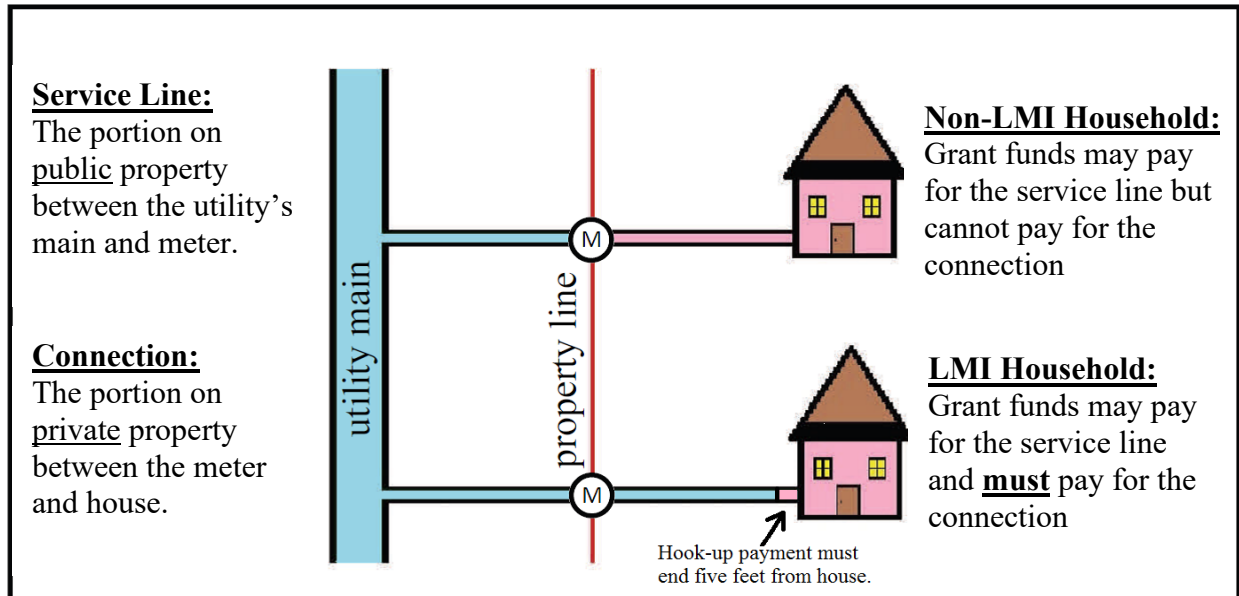 Service Line:
The portion on
public property
between the utility’s
main and meter.
Connection:
The portion on
private property
between the meter
and house.
utility main
property line
M
M
Non-LMI Household:
Grant funds may pay
for the service line but
cannot pay for the
connection
LMI Household:
Grant funds may pay
for the service line
and must pay for the
connection
Hook-up payment must
end five feet from house.